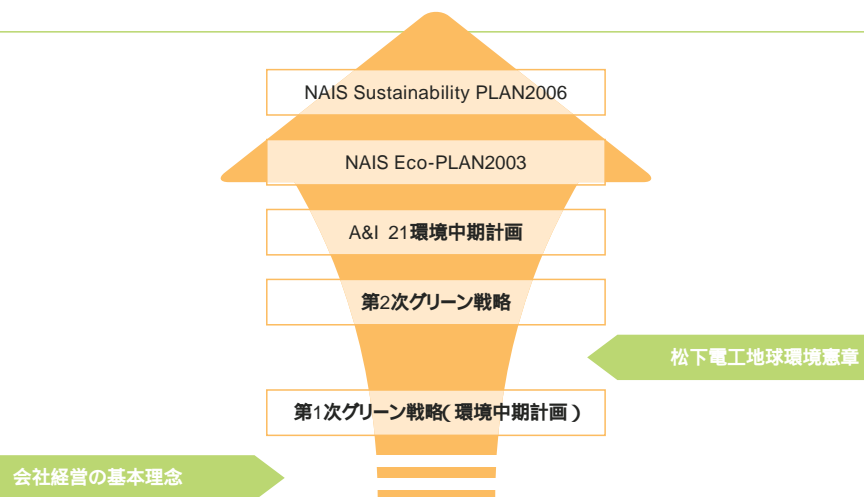 NAIS Sustainability PLAN2006
NAIS Eco-PLAN2003
A&I 21環境中期計画
第2次グリーン戦略
松下電工地球環境憲章
第1次グリーン戦略(環境中期計画)
会社経営の基本理念